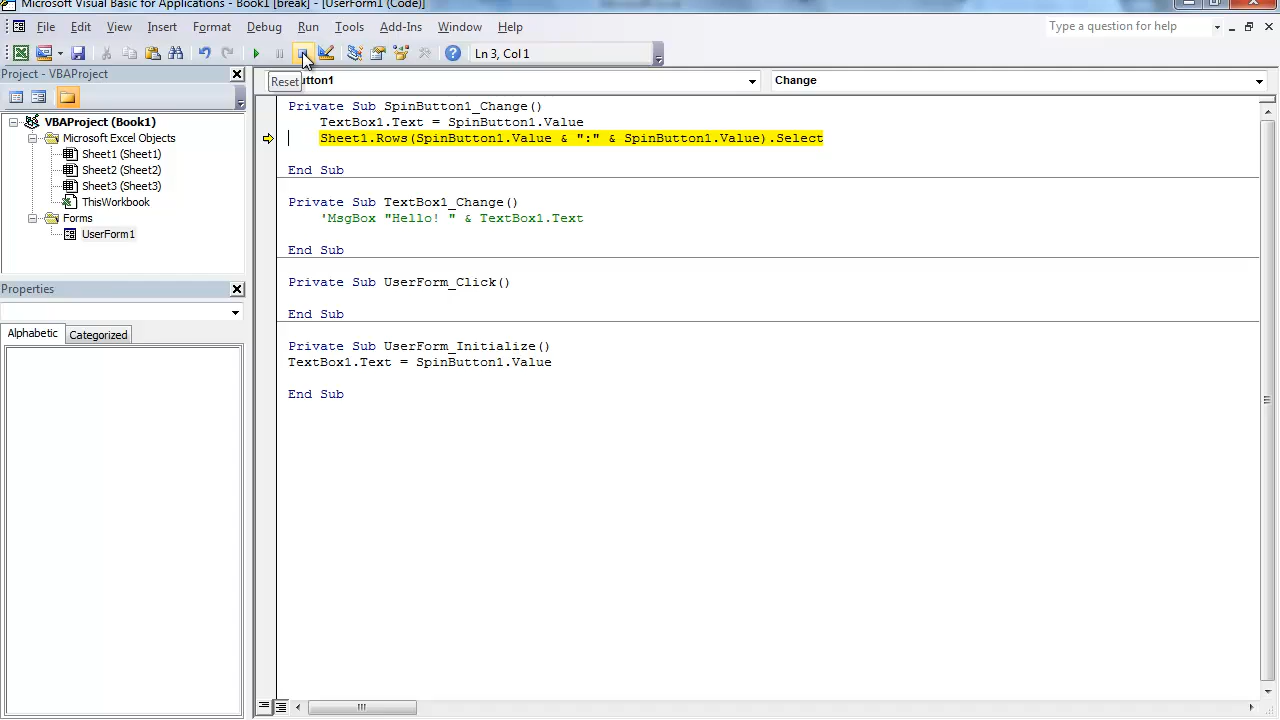 Microsoft Visual Basic for Applications - Book1 [break] - [UserForm1 (Code)]
File Edit View Insert Format Debug Run Tools Add-Ins Window Help
Type a question for help
Ln 3, Col 1
Project - VBAProject
Reset
utton1
Change
VBAProject (Book1)
Microsoft Excel Objects
Sheet1 (Sheet1)
Sheet2 (Sheet2)
Sheet3 (Sheet3)
ThisWorkbook
Forms
UserForm1
Properties
Alphabetic Categorized
Private Sub SpinButton1_Change()
TextBox1.Text = SpinButton1.Value
Sheet1.Rows(SpinButton1.Value & ":" & SpinButton1.Value).Select
End Sub
Private Sub TextBox1_Change()
'MsgBox "Hello! " & TextBox1.Text
End Sub
Private Sub UserForm_Click()
End Sub
Private Sub UserForm_Initialize()
TextBox1.Text = SpinButton1.Value
End Sub